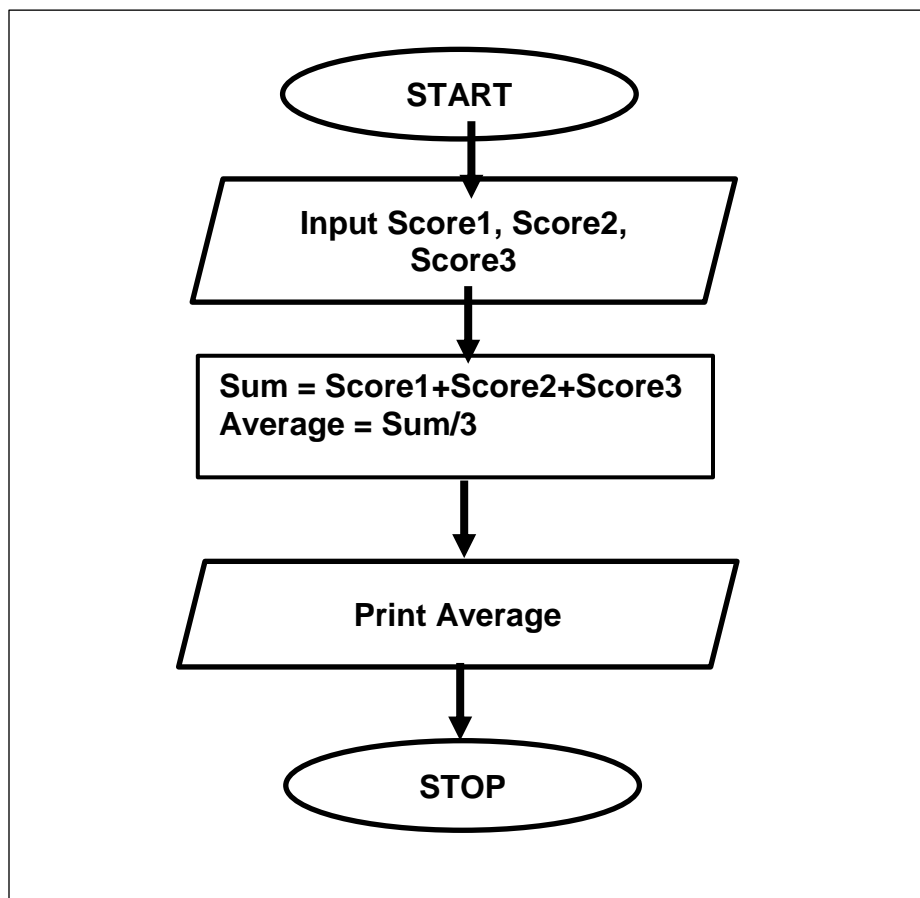 START
Input Score1, Score2,
Score3
Sum = Score1+Score2+Score3
Average = Sum/3
Print Average
STOP